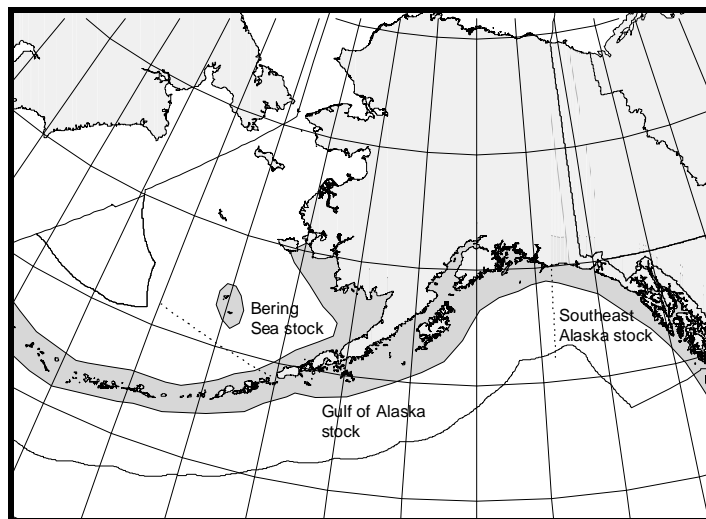 Bering
Sea stock
Southeast
Alaska stock
Gulf of Alaska
stock